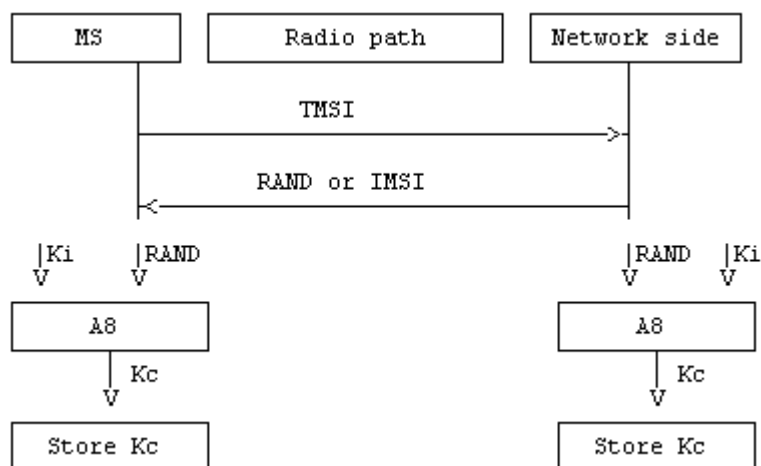 MS Radio path Network side
TMSI
RAND or IMSI
Ki RAND RAND Ki
A8 A8
Kc Kc
Store Kc Store Kc